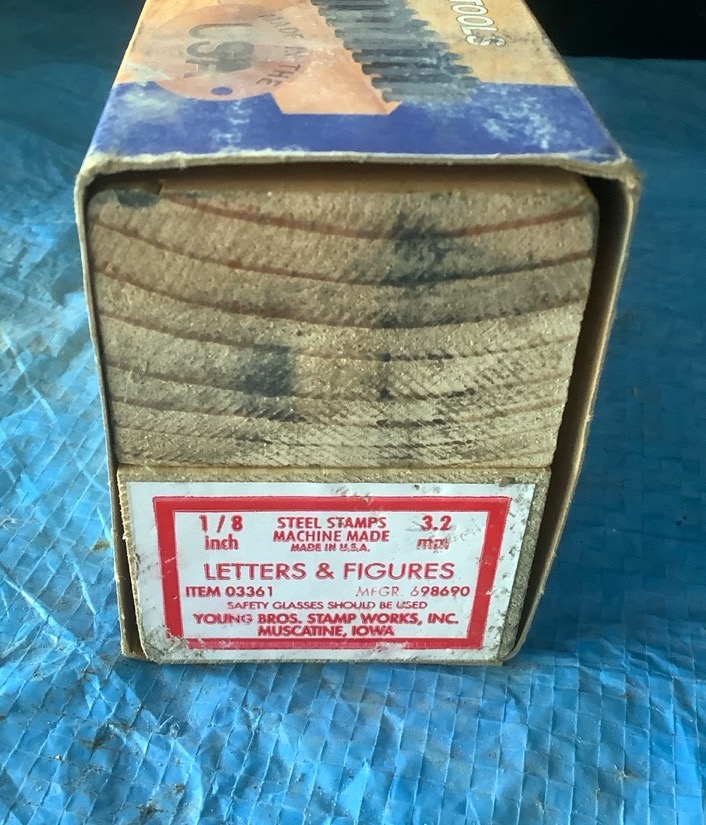 TOOLS
MADE IN THE
USA
1/8 STEEL STAMPS 3.2
inch MACHINE MADE mm
MADE IN U.S.A.
LETTERS & FIGURES
ITEM 03361 MFGR. 698690
SAFETY GLASSES SHOULD BE USED
YOUNG BROS. STAMP WORKS, INC.
MUSCATINE, IOWA